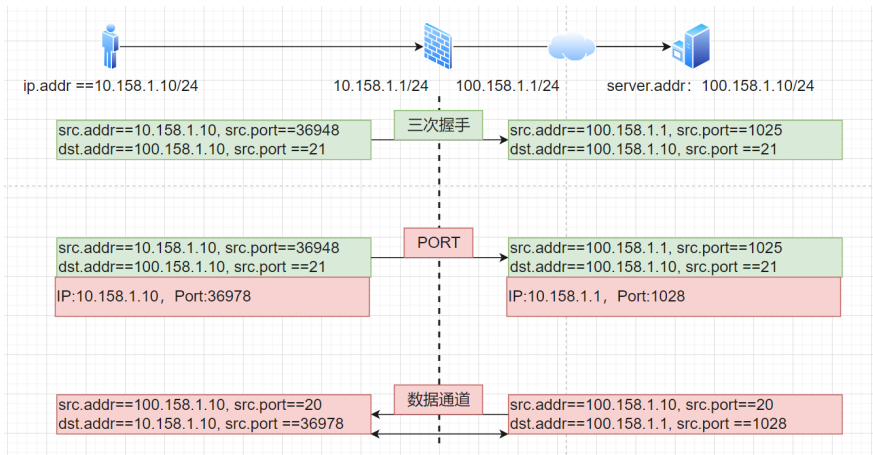 ip.addr ==10.158.1.10/24
10.158.1.1/24
100.158.1.1/24
server.addr：100.158.1.10/24
三次握手
src.addr==10.158.1.10, src.port==36948
dst.addr==100.158.1.10, src.port ==21
src.addr==100.158.1.1, src.port==1025
dst.addr==100.158.1.10, src.port ==21
PORT
src.addr==10.158.1.10, src.port==36948
dst.addr==100.158.1.10, src.port ==21
src.addr==100.158.1.1, src.port==1025
dst.addr==100.158.1.10, src.port ==21
IP:10.158.1.10，Port:36978
IP:10.158.1.1，Port:1028
数据通道
src.addr==100.158.1.10, src.port==20
dst.addr==10.158.1.10, src.port ==36978
src.addr==100.158.1.10, src.port==20
dst.addr==100.158.1.1, src.port ==1028